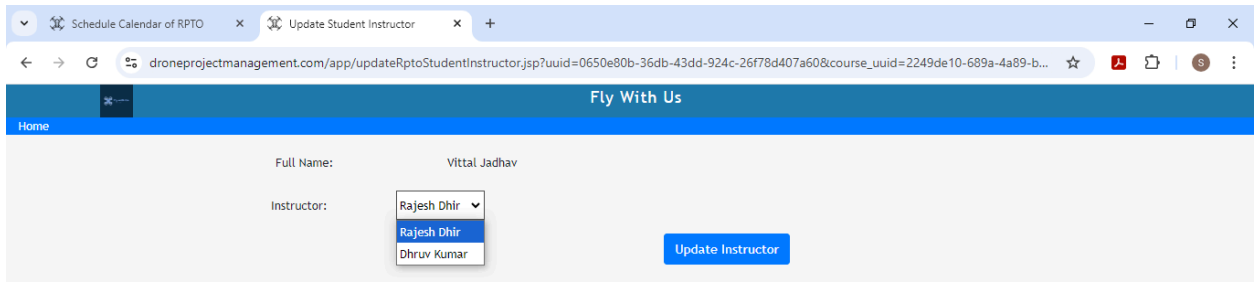 Schedule Calendar of RPTO
Update Student Instructor
droneprojectmanagement.com/app/updateRptoStudentInstructor.jsp?uuid=0650e80b-36db-43dd-924c-26f78d407a60&course_uuid=2249de10-689a-4a89-b...
S
Fly With Us
Home
Full Name: Vittal Jadhav
Instructor: Rajesh Dhir
Rajesh Dhir
Dhruv Kumar
Update Instructor